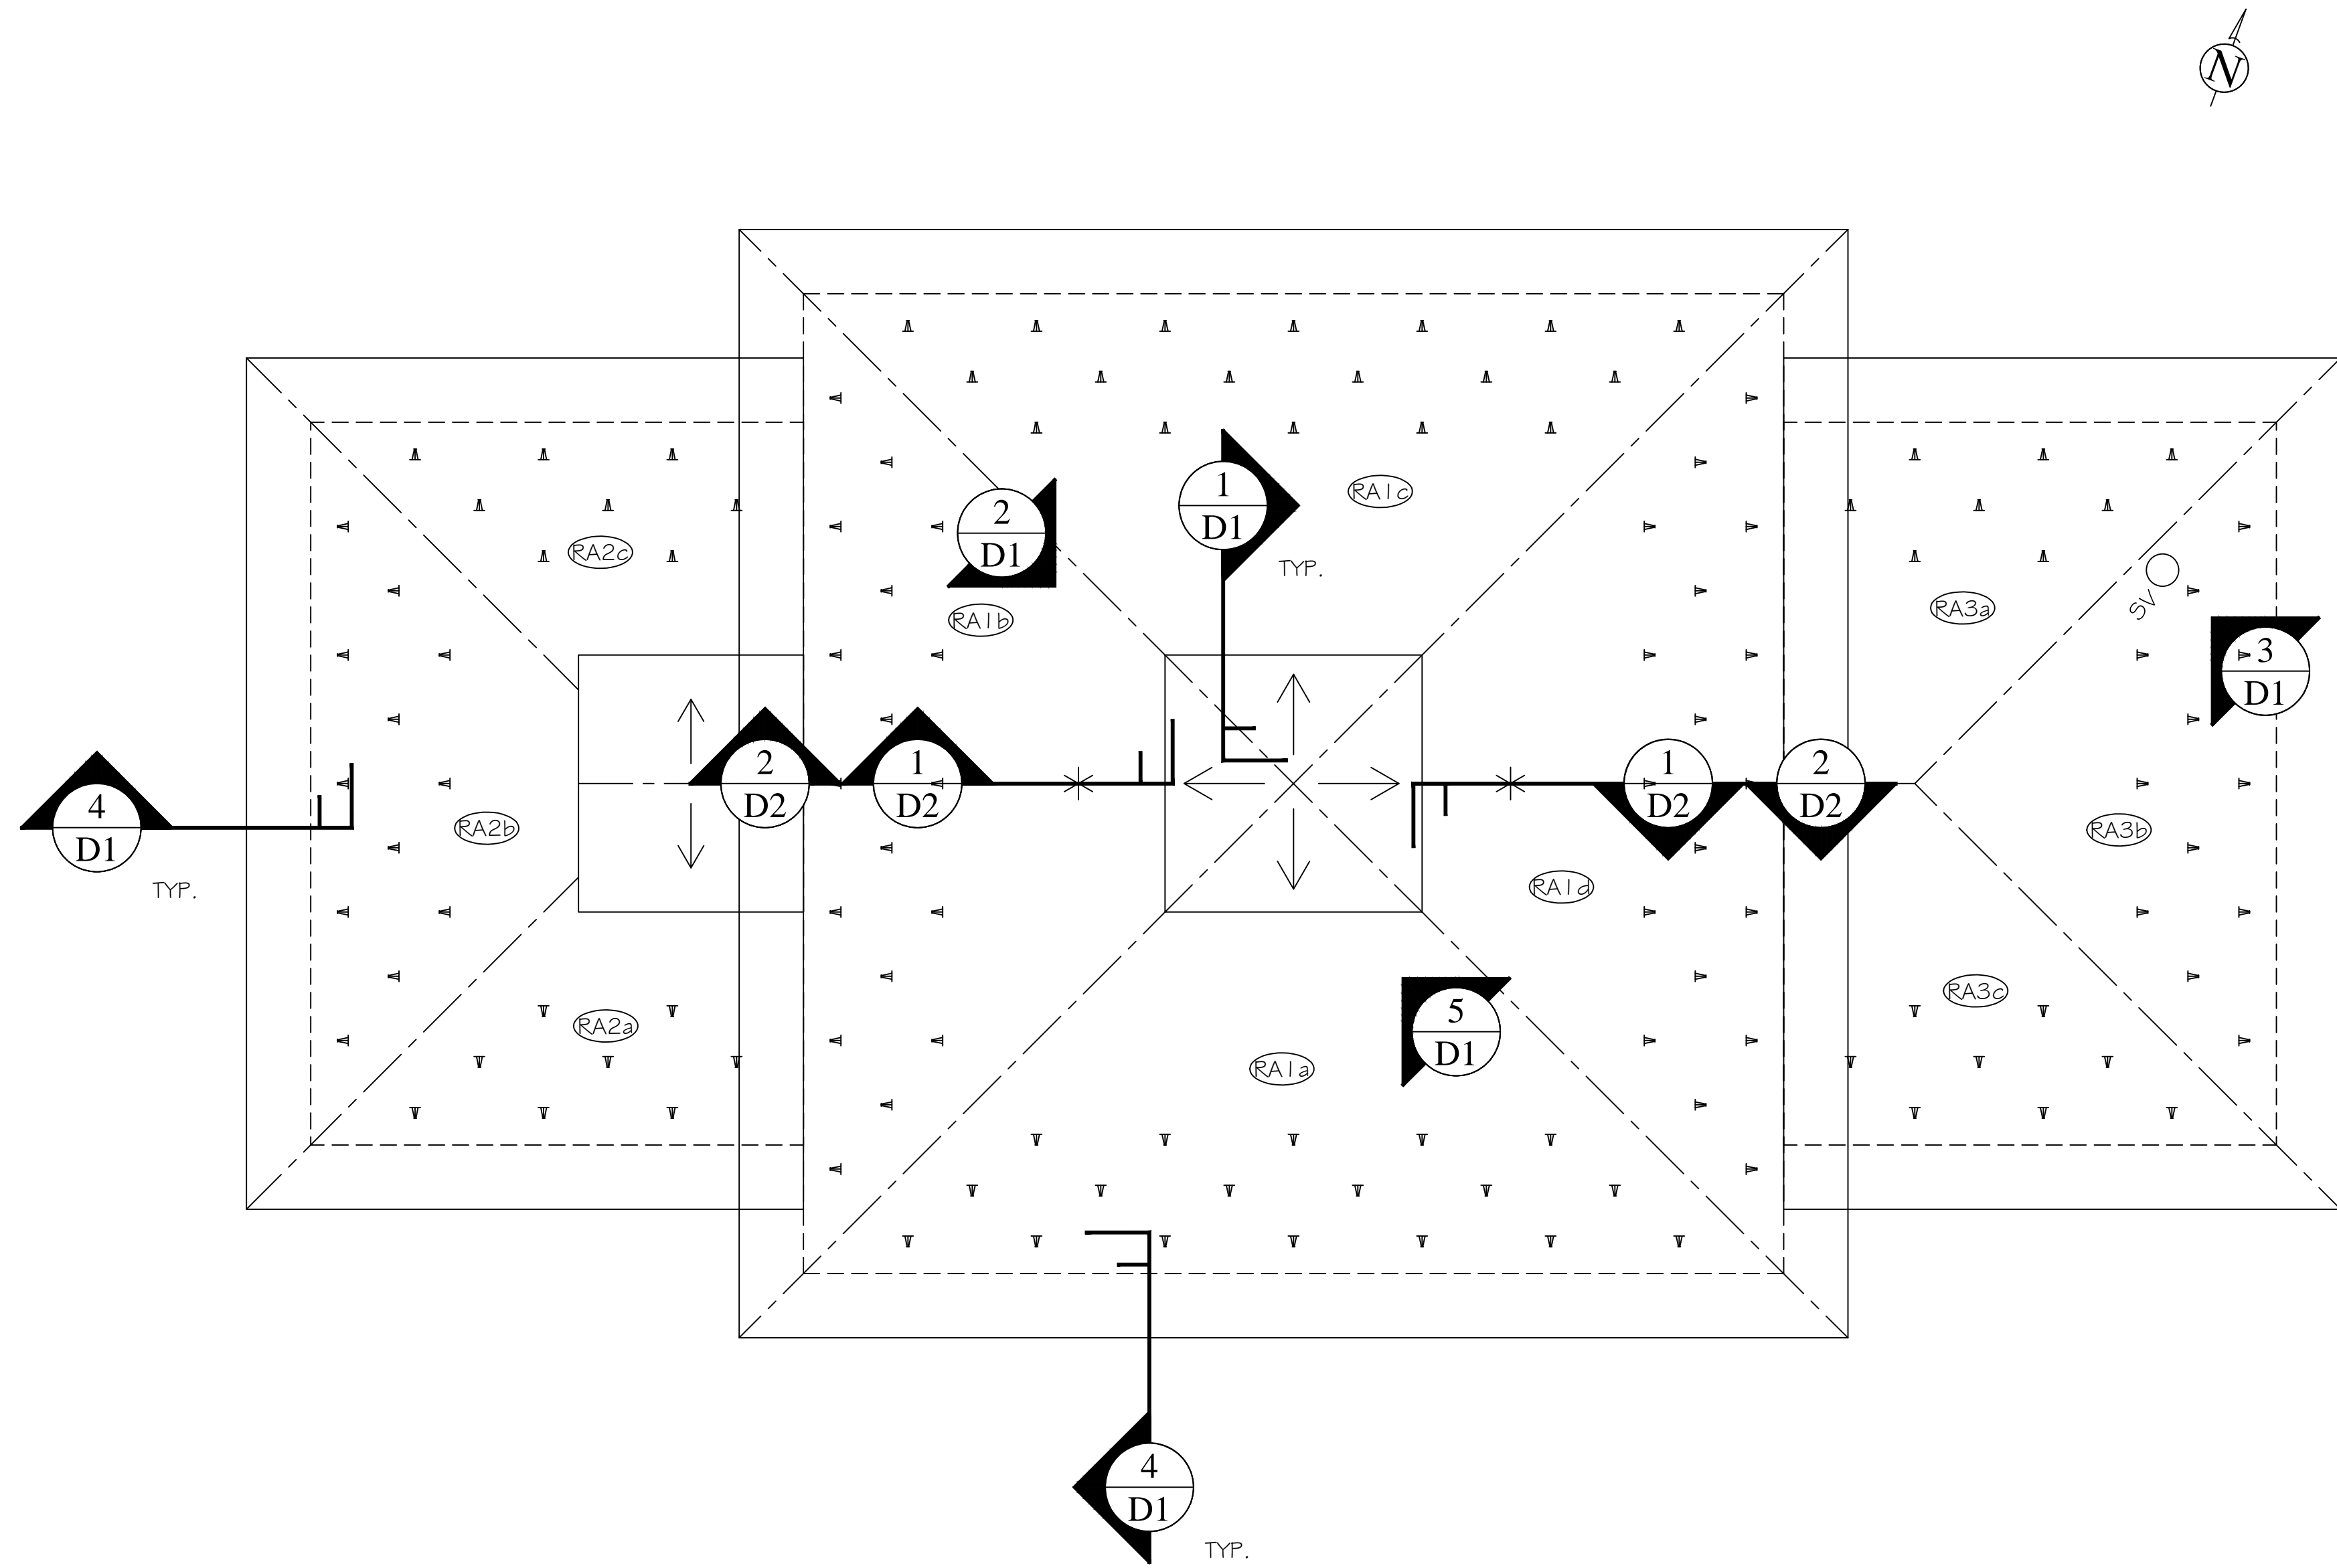 N
1
D1
TYP.
RA1c
2
D1
RA2c
RA1b
RA3a
SV
3
D1
4
D1
TYP.
RA2b
2
D2
1
D2
1
D2
2
D2
RA3b
RA1d
RA3c
RA2a
RA1a
5
D1
4
D1
TYP.